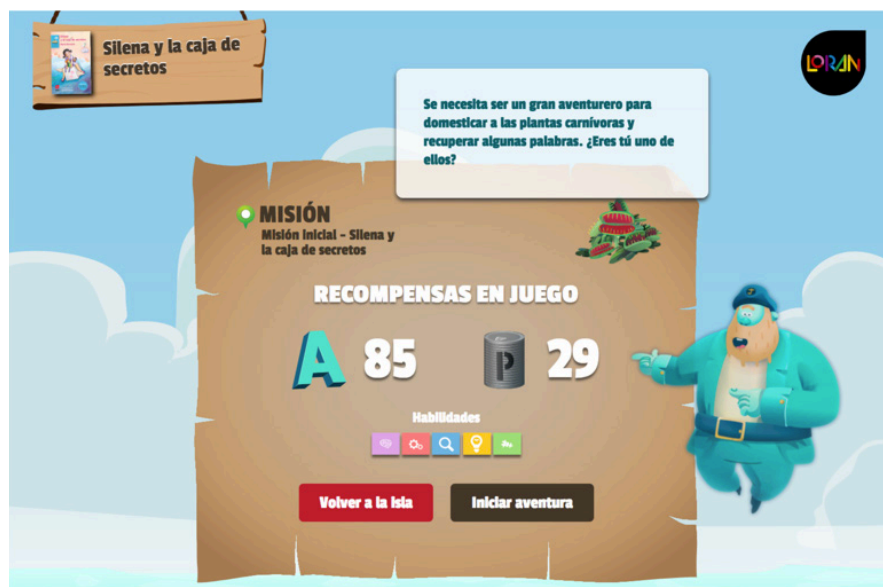 Silena y la caja de
secretos
LORAN
Se necesita ser un gran aventurero para
domesticar a las plantas carnívoras y
recuperar algunas palabras. ¿Eres tú uno de
ellos?
MISIÓN
Misión inicial - Silena y
la caja de secretos
RECOMPENSAS EN JUEGO
A 85 P 29
Habilidades
Volver a la Isla Iniciar aventura